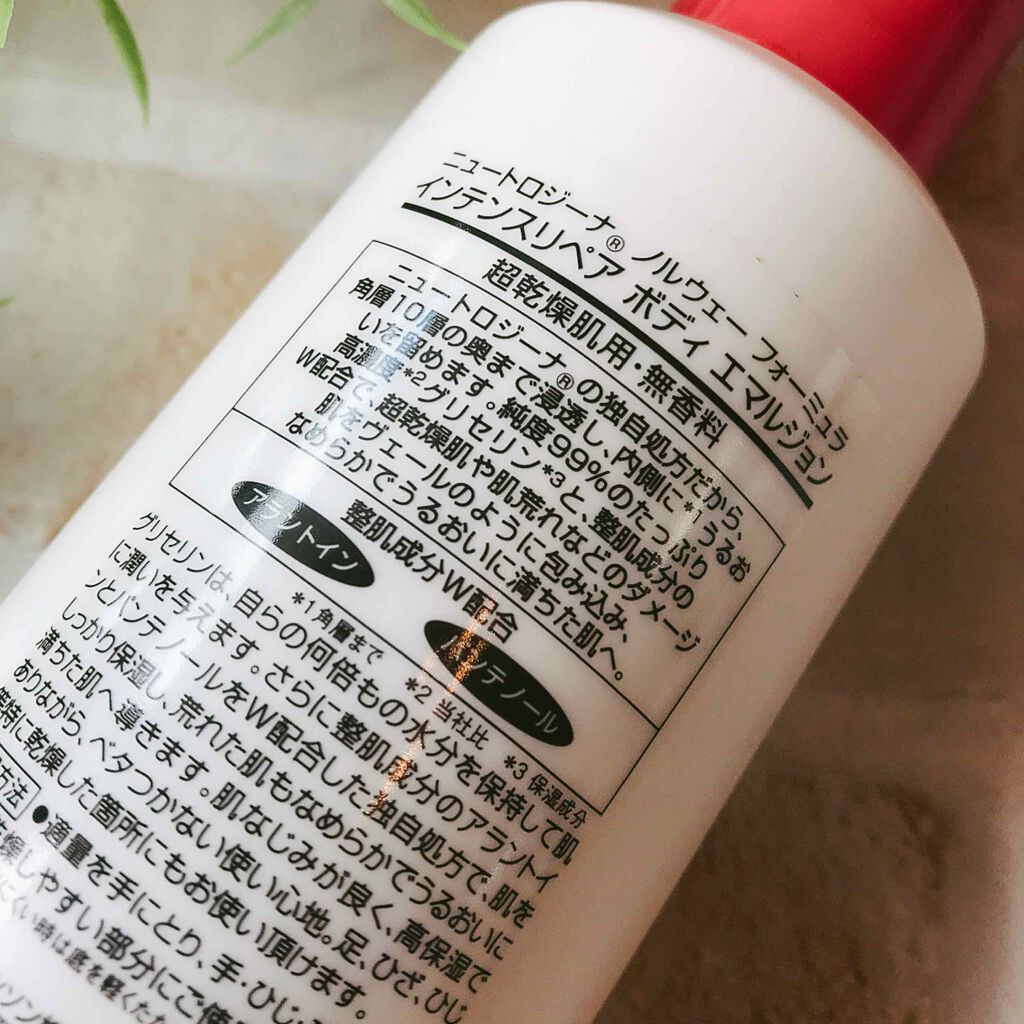 ニュートロジーナ® ノルウェー フォーミュラ
インテンスリペア ボディ エマルジョン
超乾燥肌用・無香料
ニュートロジーナ®の独自処方だから、
角層10層の奥まで浸透し、内側に*1うるお
いを留めます。純度99%のたっぷり
高濃度*2グリセリン*3と、整肌成分の
W配合で、超乾燥肌や肌荒れなどのダメージ
肌をヴェールのように包み込み、
なめらかでうるおいに満ちた肌へ。
整肌成分W配合
アラントイン
パンテノール
*1 角層まで *2 当社比 *3 保湿成分
グリセリンは、自らの何倍もの水分を保持して肌
に潤いを与えます。さらに整肌成分のアラントイ
ンとパンテノールをW配合した独自処方で、肌を
しっかり保湿し、荒れた肌もなめらかでうるおいに
満ちた肌へ導きます。肌なじみが良く、高保湿で
ありながら、ベタつかない使い心地。足、ひざ、ひじ
等特に乾燥した箇所にもお使い頂けます。
方法 ●適量を手にとり、手・ひじ・
乾燥しやすい部分にご使
にくい時は底を軽くたた